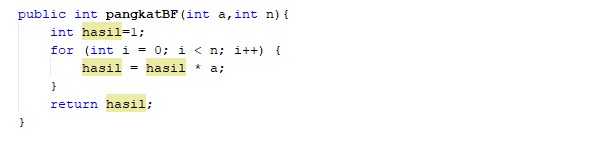 public int pangkatBF(int a,int n){
int hasil=1;
for (int i = 0; i < n; i++) {
hasil = hasil * a;
}
return hasil;
}